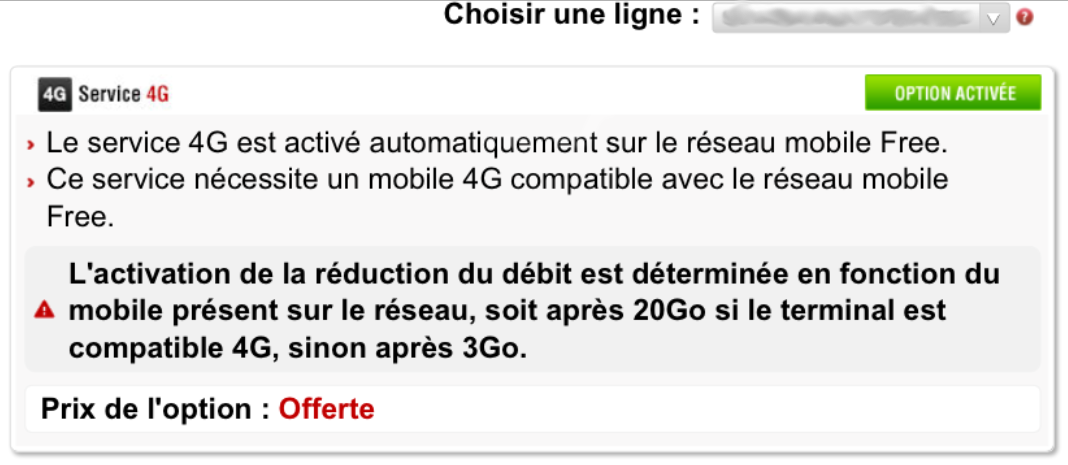 Choisir une ligne :
?
4G Service 4G
OPTION ACTIVÉE
Le service 4G est activé automatiquement sur le réseau mobile Free.
Ce service nécessite un mobile 4G compatible avec le réseau mobile
Free.
L'activation de la réduction du débit est déterminée en fonction du
mobile présent sur le réseau, soit après 20Go si le terminal est
compatible 4G, sinon après 3Go.
Prix de l'option : Offerte